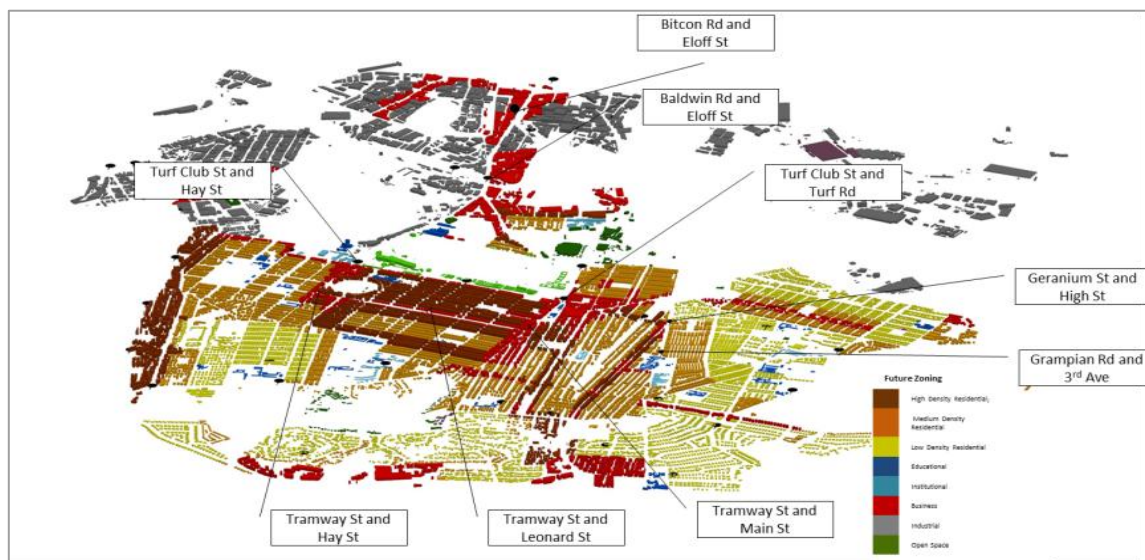 Bitcon Rd and
Eloff St
Baldwin Rd and
Eloff St
Turf Club St and
Hay St
Turf Club St and
Turf Rd
Geranium St and
High St
Grampian Rd and
3rd Ave
Future Zoning
High Density Residential,
Medium Density
Residential
Low Density Residential
Educational
Institutional
Business
Industrial
Open Space
Tramway St and
Hay St
Tramway St and
Leonard St
Tramway St and
Main St